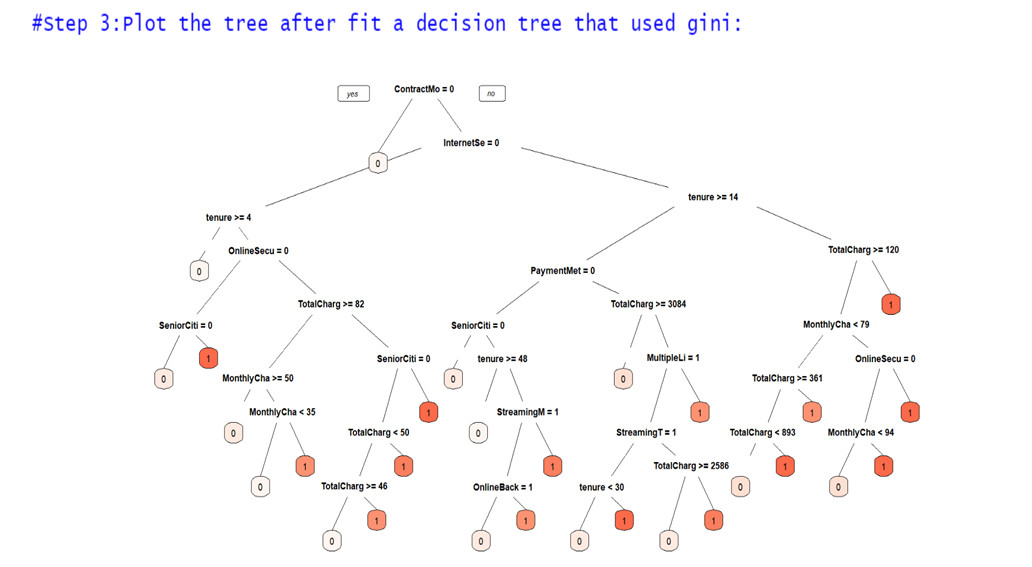 #Step 3:Plot the tree after fit a decision tree that used gini:
yes
ContractMo = 0
no
InternetSe = 0
0
tenure >= 14
tenure >= 4
OnlineSecu = 0
TotalCharg >= 120
0
PaymentMet = 0
TotalCharg >= 82
TotalCharg >= 3084
1
SeniorCiti = 0
SeniorCiti = 0
MonthlyCha < 79
1
SeniorCiti = 0
tenure >= 48
MultipleLi = 1
OnlineSecu = 0
0
MonthlyCha >= 50
0
0
TotalCharg >= 361
MonthlyCha < 35
1
StreamingM = 1
1
1
1
0
TotalCharg < 50
0
StreamingT = 1
TotalCharg < 893
MonthlyCha < 94
1
1
1
TotalCharg >= 2586
1
1
0
TotalCharg >= 46
OnlineBack = 1
tenure < 30
0
0
1
1
1
1
0
0
0
0